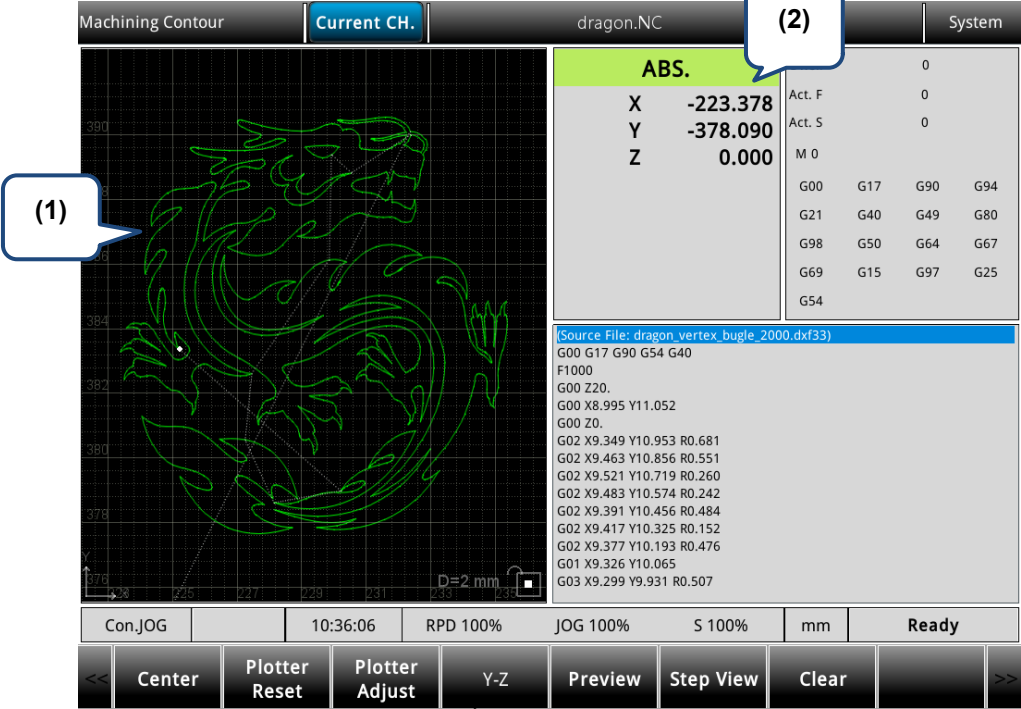 Machining Contour
Current CH.
dragon.NC
(2)
System
(1)
390
384
382
380
378
376
225
227
229
231
233
235
Y
X
D=2 mm
ABS.
X -223.378
Y -378.090
Z 0.000
0
Act. F 0
Act. S 0
M 0
G00 G17 G90 G94
G21 G40 G49 G80
G98 G50 G64 G67
G69 G15 G97 G25
G54
(Source File: dragon_vertex_bugle_2000.dxf33)
G00 G17 G90 G54 G40
F1000
G00 Z20.
G00 X8.995 Y11.052
G00 Z0.
G02 X9.349 Y10.953 R0.681
G02 X9.463 Y10.856 R0.551
G02 X9.521 Y10.719 R0.260
G02 X9.483 Y10.574 R0.242
G02 X9.391 Y10.456 R0.484
G02 X9.417 Y10.325 R0.152
G02 X9.377 Y10.193 R0.476
G01 X9.326 Y10.065
G03 X9.299 Y9.931 R0.507
Con.JOG
10:36:06
RPD 100%
JOG 100%
S 100%
mm
Ready
<<
Center
Plotter
Reset
Plotter
Adjust
Y-Z
Preview
Step View
Clear
>>